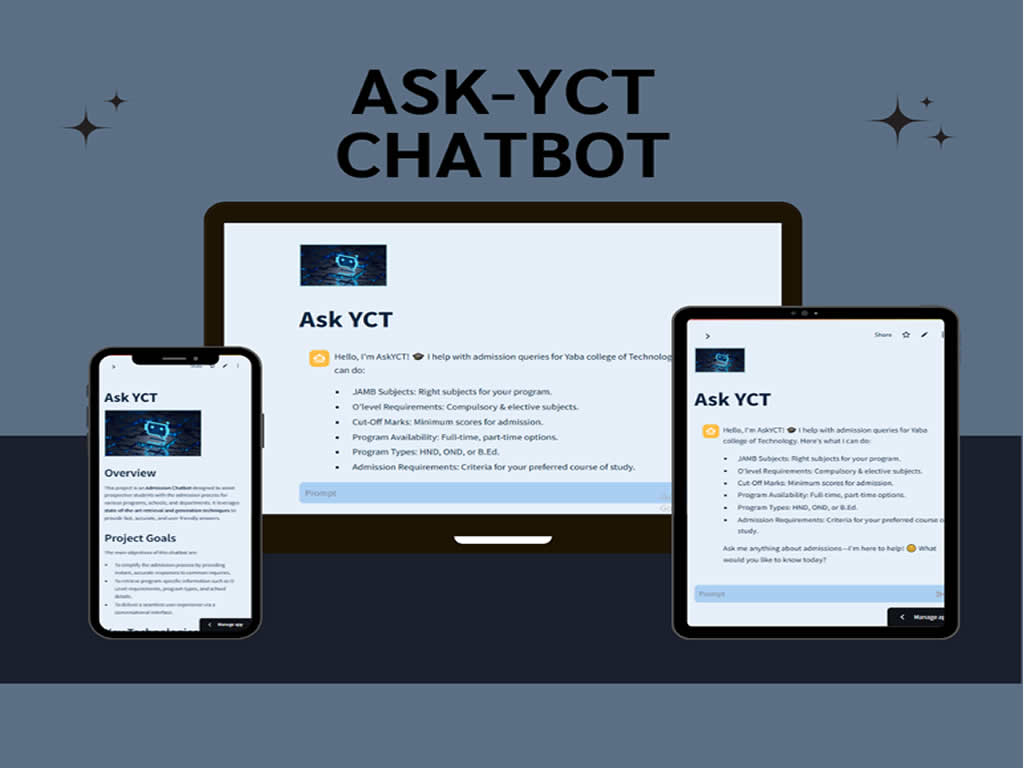 ASK-YCT
CHATBOT
Ask YCT
Hello, I'm AskYCT! 🎓 I help with admission queries for Yaba college of Technolog
can do:
▪ JAMB Subjects: Right subjects for your program.
▪ O'level Requirements: Compulsory & elective subjects.
▪ Cut-Off Marks: Minimum scores for admission.
▪ Program Availability: Full-time, part-time options.
▪ Program Types: HND, OND, or B.Ed.
▪ Admission Requirements: Criteria for your preferred course of study.
Prompt
Ask YCT
Overview
This project is an Admission Chatbot designed to assist
prospective students with the admission process for
various programs, schools, and departments. It leverages
state-of-the-art retrieval and generation techniques to
provide fast, accurate, and user-friendly answers.
Project Goals
The main objectives of this chatbot are:
• To simplify the admission process by providing
instant, accurate responses to common inquiries.
• To retrieve program-specific information such as O
Level requirements, program types, and school
details.
• To deliver a seamless user experience via a
conversational interface.
Manage app
Share
Ask YCT
Hello, I'm AskYCT! 🎓 I help with admission queries for Yaba
college of Technology. Here's what I can do:
▪ JAMB Subjects: Right subjects for your program.
▪ O'level Requirements: Compulsory & elective subjects.
▪ Cut-Off Marks: Minimum scores for admission.
▪ Program Availability: Full-time, part-time options.
▪ Program Types: HND, OND, or B.Ed.
▪ Admission Requirements: Criteria for your preferred course o
study.
Ask me anything about admissions—I'm here to help! 😊 What
would you like to know today?
Prompt
Manage ap